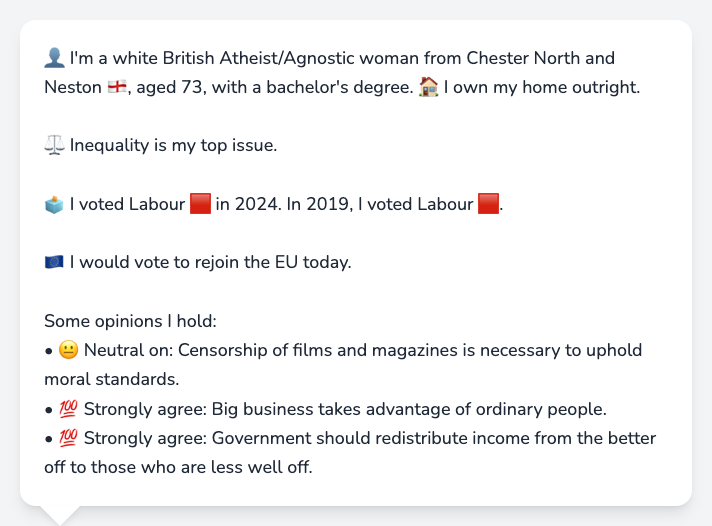 👤 I'm a white British Atheist/Agnostic woman from Chester North and
Neston 🏴󠁧󠁢󠁥󠁮󠁧󠁿, aged 73, with a bachelor's degree. 🏠 I own my home outright.
⚖️ Inequality is my top issue.
🗳️ I voted Labour 🟥 in 2024. In 2019, I voted Labour 🟥.
🇪🇺 I would vote to rejoin the EU today.
Some opinions I hold:
• 😐 Neutral on: Censorship of films and magazines is necessary to uphold
moral standards.
• 💯 Strongly agree: Big business takes advantage of ordinary people.
• 💯 Strongly agree: Government should redistribute income from the better
off to those who are less well off.